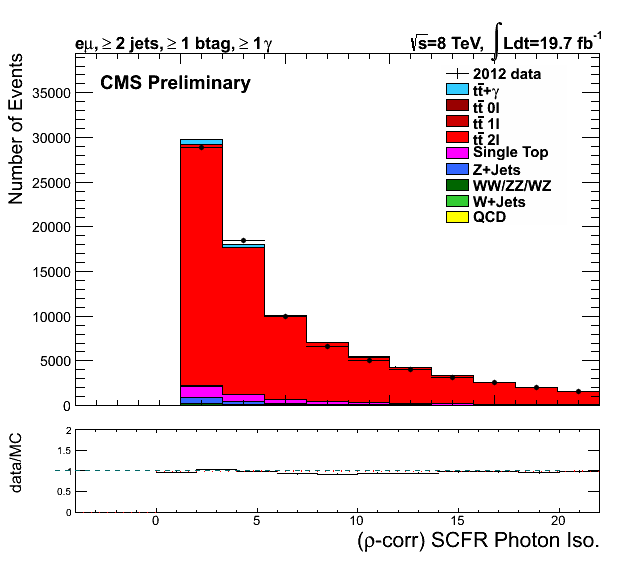 eμ, ≥ 2 jets, ≥ 1 btag, ≥ 1 γ
√s=8 TeV, ∫ Ldt=19.7 fb⁻¹
CMS Preliminary
2012 data
tt̄+γ
tt̄ 0l
tt̄ 1l
tt̄ 2l
Single Top
Z+Jets
WW/ZZ/WZ
W+Jets
QCD
Number of Events
35000
30000
25000
20000
15000
10000
5000
0
data/MC
2
1.5
1
0.5
0
0 5 10 15 20
(ρ-corr) SCFR Photon Iso.